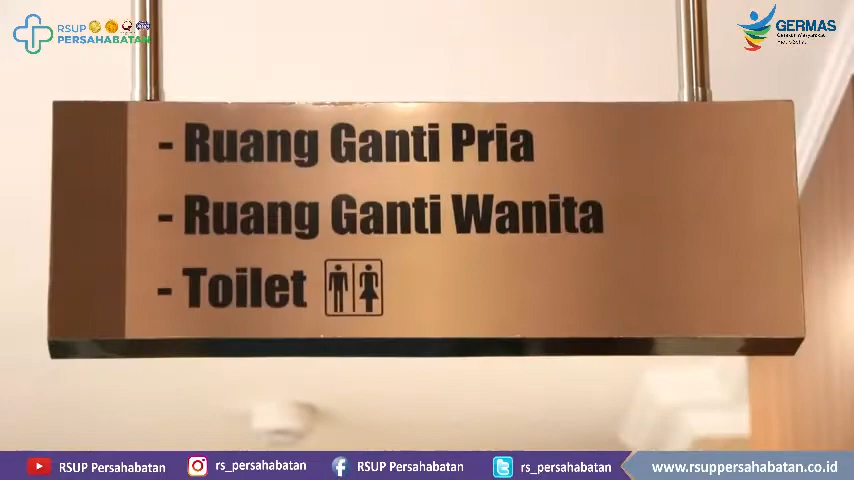 RSUP
PERSAHABATAN
GERMAS
- Ruang Ganti Pria
- Ruang Ganti Wanita
- Toilet
RSUP Persahabatan
rs_persahabatan
RSUP Persahabatan
rs_persahabatan
www.rsuppersahabatan.co.id